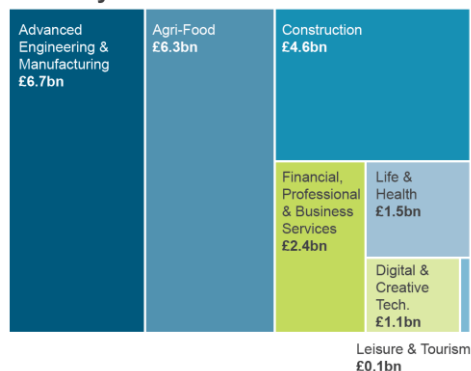 Advanced
Engineering &
Manufacturing
£6.7bn
Agri-Food
£6.3bn
Construction
£4.6bn
Financial,
Professional
& Business
Services
£2.4bn
Life &
Health
£1.5bn
Digital &
Creative
Tech.
£1.1bn
Leisure & Tourism
£0.1bn